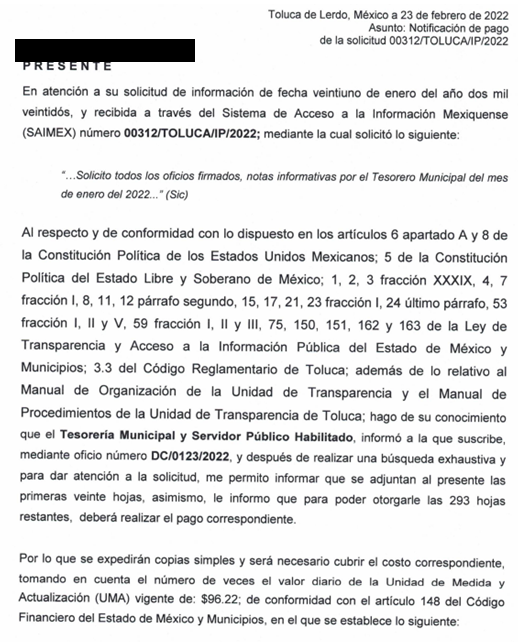 Toluca de Lerdo, México a 23 de febrero de 2022
Asunto: Notificación de pago
de la solicitud 00312/TOLUCA/IP/2022
PRESENTE
En atención a su solicitud de información de fecha veintiuno de enero del año dos mil
veintidós, y recibida a través del Sistema de Acceso a la Información Mexiquense
(SAIMEX) número 00312/TOLUCA/IP/2022; mediante la cual solicitó lo siguiente:
“…Solicito todos los oficios firmados, notas informativas por el Tesorero Municipal del mes
de enero del 2022...” (Sic)
Al respecto y de conformidad con lo dispuesto en los artículos 6 apartado A y 8 de
la Constitución Política de los Estados Unidos Mexicanos; 5 de la Constitución
Política del Estado Libre y Soberano de México; 1, 2, 3 fracción XXXIX, 4, 7
fracción I, 8, 11, 12 párrafo segundo, 15, 17, 21, 23 fracción I, 24 último párrafo, 53
fracción I, II y V, 59 fracción I, II y III, 75, 150, 151, 162 y 163 de la Ley de
Transparencia y Acceso a la Información Pública del Estado de México y
Municipios; 3.3 del Código Reglamentario de Toluca; además de lo relativo al
Manual de Organización de la Unidad de Transparencia y el Manual de
Procedimientos de la Unidad de Transparencia de Toluca; hago de su conocimiento
que el Tesorería Municipal y Servidor Público Habilitado, informó a la que suscribe,
mediante oficio número DC/0123/2022, y después de realizar una búsqueda exhaustiva y
para dar atención a la solicitud, me permito informar que se adjuntan al presente las
primeras veinte hojas, asimismo, le informo que para poder otorgarle las 293 hojas
restantes, deberá realizar el pago correspondiente.
Por lo que se expedirán copias simples y será necesario cubrir el costo correspondiente,
tomando en cuenta el número de veces el valor diario de la Unidad de Medida y
Actualización (UMA) vigente de: $96.22; de conformidad con el artículo 148 del Código
Financiero del Estado de México y Municipios, en el que se establece lo siguiente: